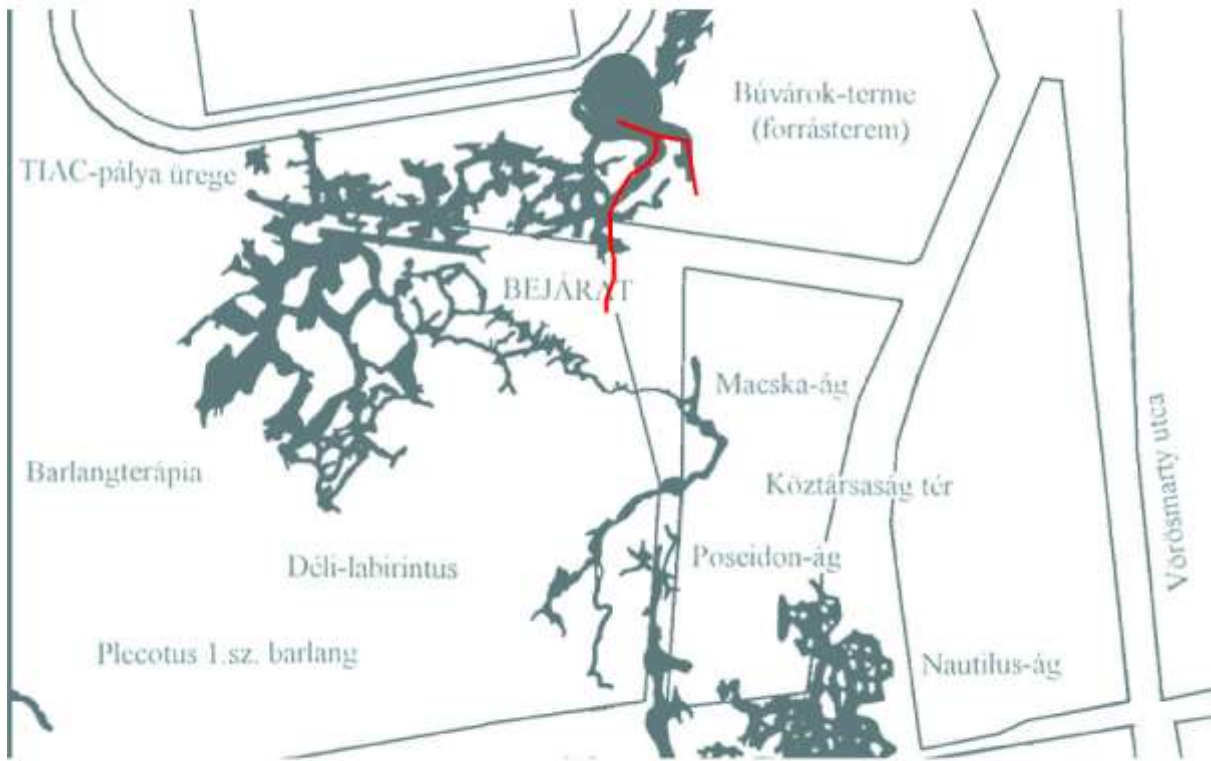 Búvárok-terme
(forrásterem)
TIAC-pálya ürege
BEJÁRAT
Macska-ág
Barlangterápia
Köztársaság tér
Vörösmarty utca
Déli-labirintus
Poseidon-ág
Plecotus 1.sz. barlang
Nautilus-ág